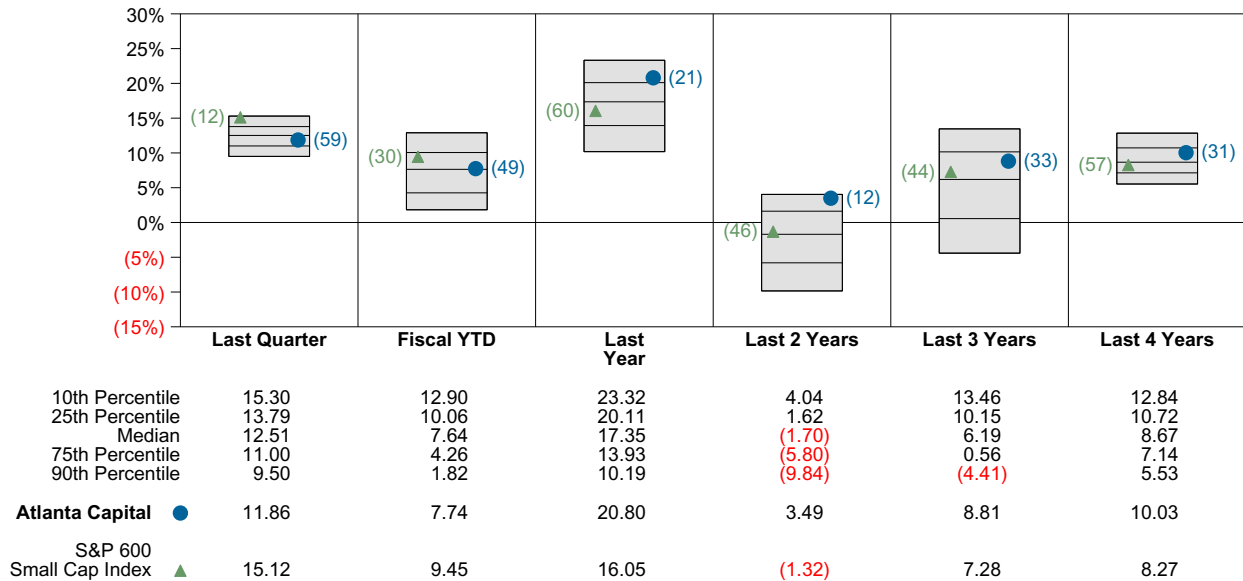 30%
25%
20%
15%
10%
5%
0%
(5%)
(10%)
(15%)
(12) (59)
(30) (49)
(60) (21)
(46) (12)
(44) (33)
(57) (31)
Last Quarter Fiscal YTD Last Year Last 2 Years Last 3 Years Last 4 Years
10th Percentile 15.30 12.90 23.32 4.04 13.46 12.84
25th Percentile 13.79 10.06 20.11 1.62 10.15 10.72
Median 12.51 7.64 17.35 (1.70) 6.19 8.67
75th Percentile 11.00 4.26 13.93 (5.80) 0.56 7.14
90th Percentile 9.50 1.82 10.19 (9.84) (4.41) 5.53
Atlanta Capital 11.86 7.74 20.80 3.49 8.81 10.03
S&P 600
Small Cap Index 15.12 9.45 16.05 (1.32) 7.28 8.27